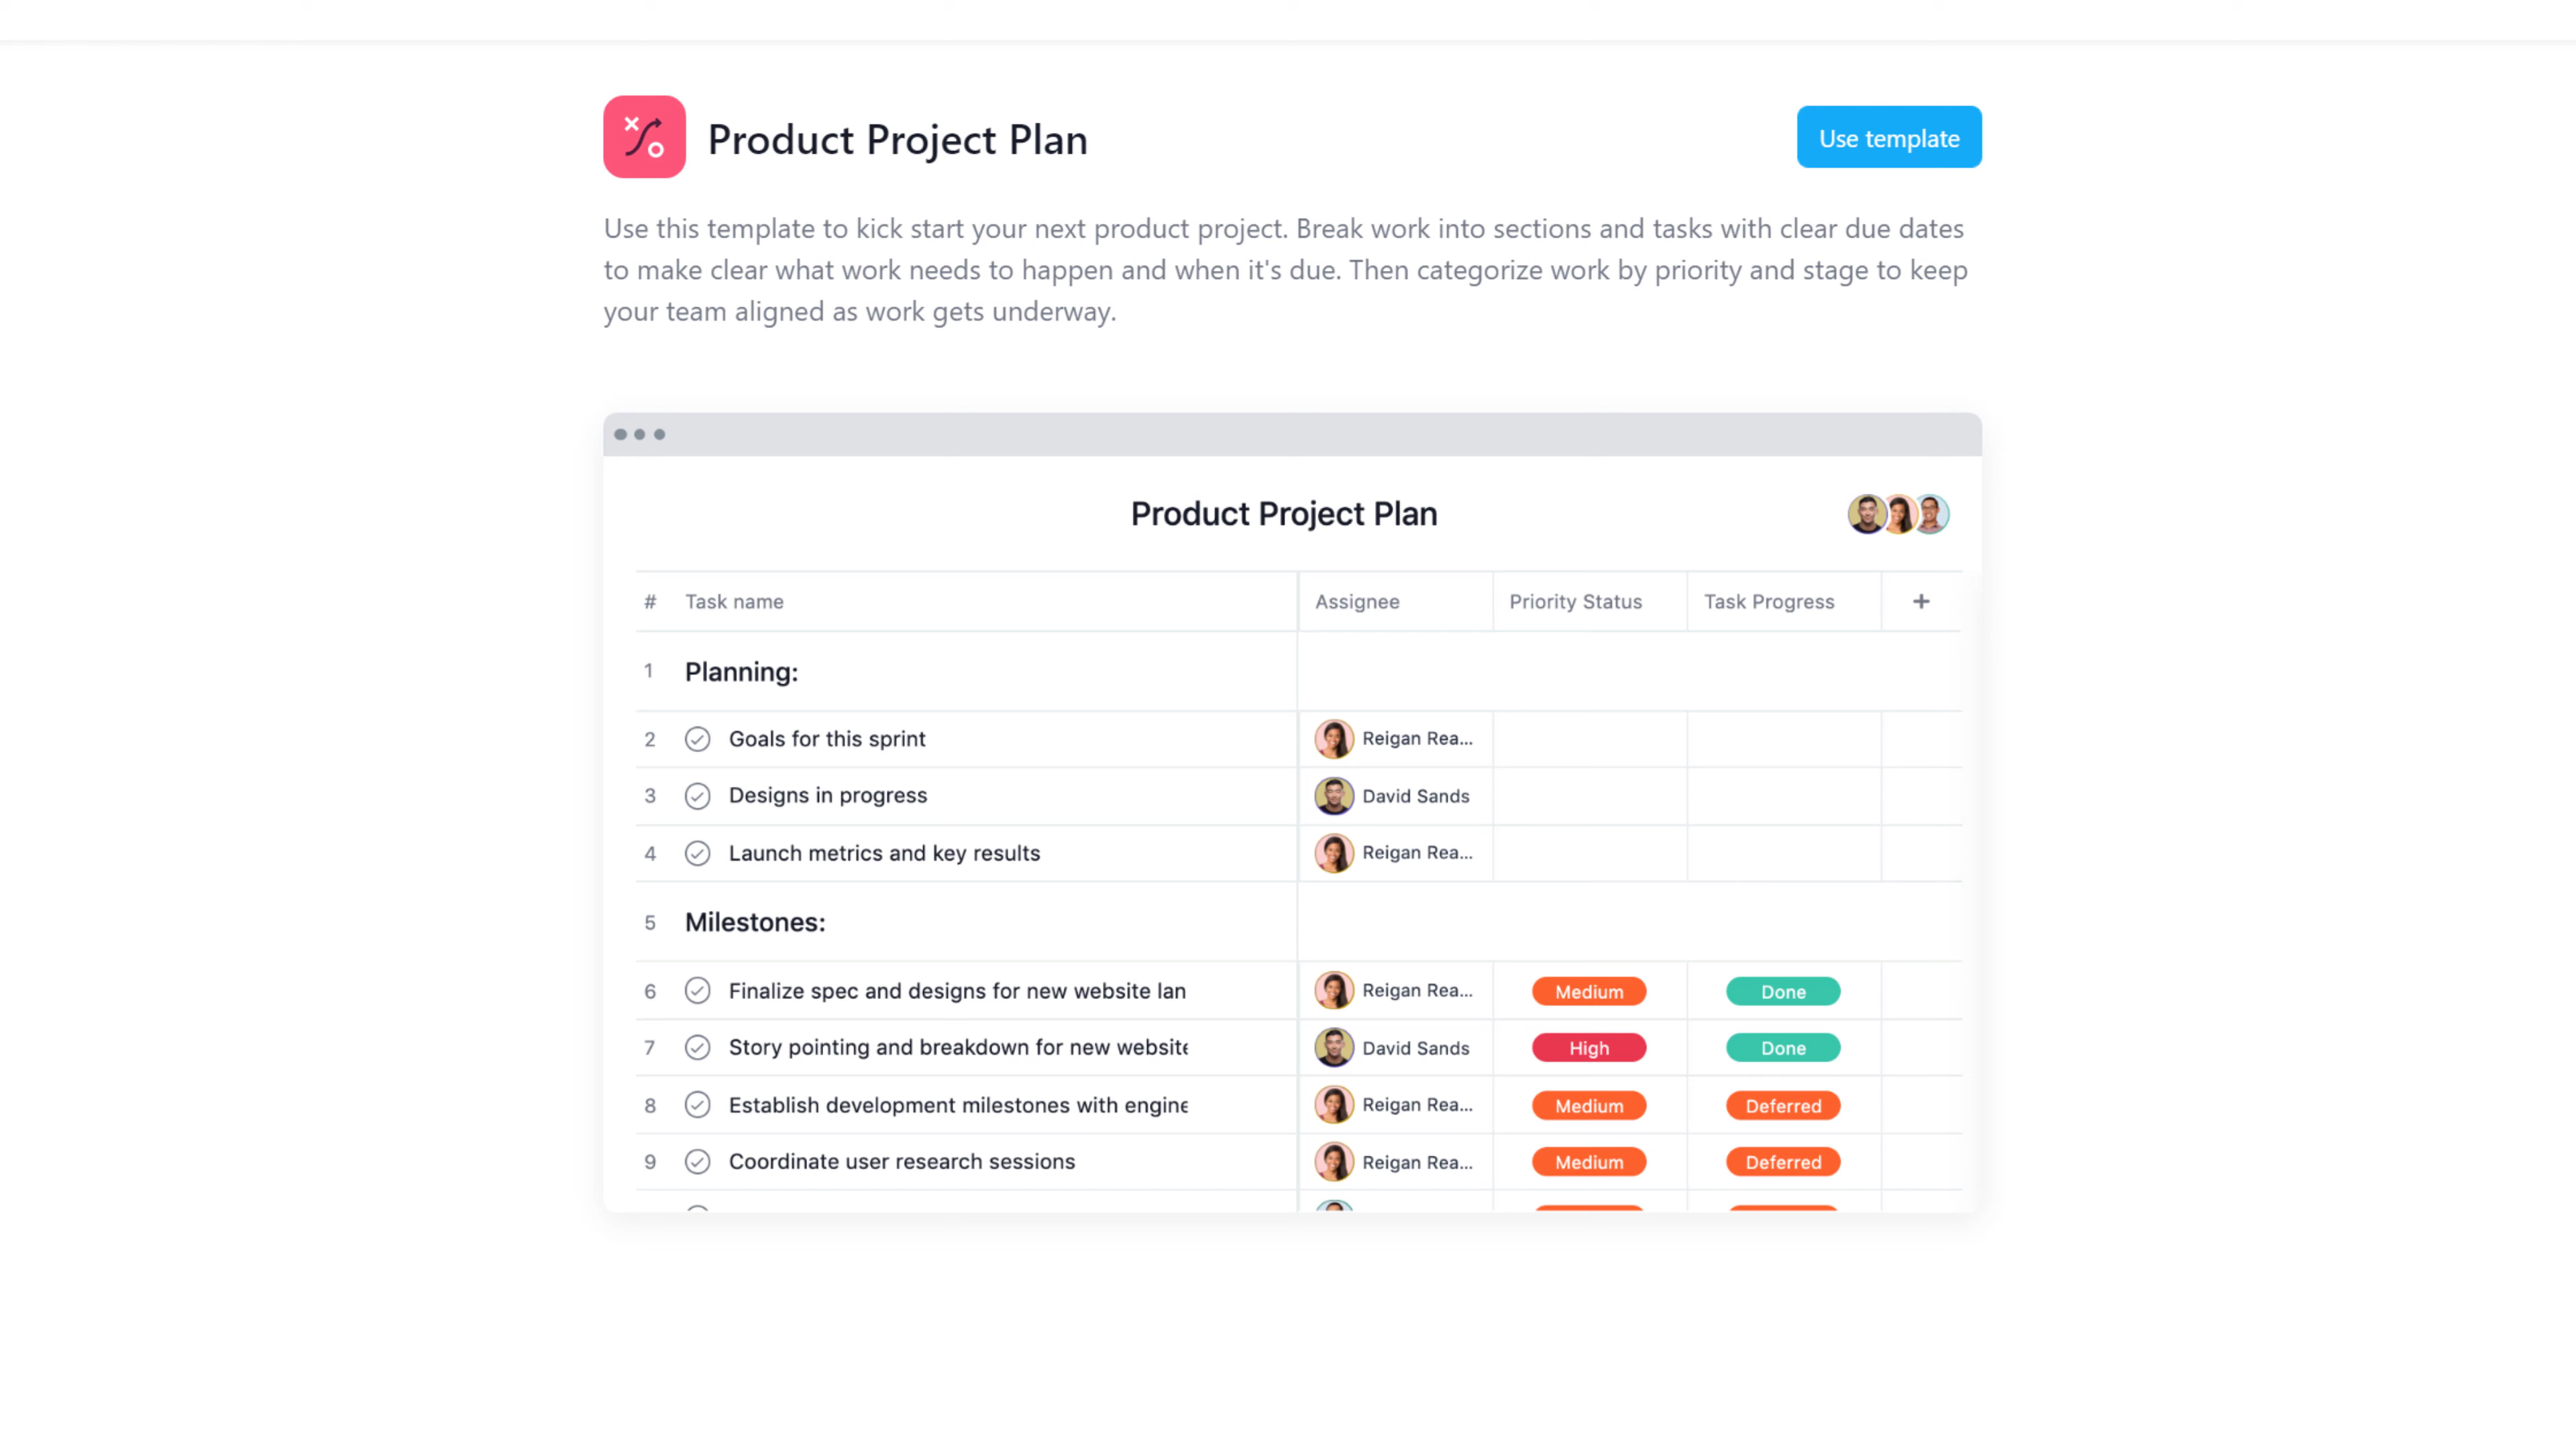 Product Project Plan
Use template
Use this template to kick start your next product project. Break work into sections and tasks with clear due dates
to make clear what work needs to happen and when it's due. Then categorize work by priority and stage to keep
your team aligned as work gets underway.
Product Project Plan
# Task name Assignee Priority Status Task Progress +
1 Planning:
2 Goals for this sprint Reigan Rea...
3 Designs in progress David Sands
4 Launch metrics and key results Reigan Rea...
5 Milestones:
6 Finalize spec and designs for new website lan Reigan Rea... Medium Done
7 Story pointing and breakdown for new website David Sands High Done
8 Establish development milestones with engine Reigan Rea... Medium Deferred
9 Coordinate user research sessions Reigan Rea... Medium Deferred